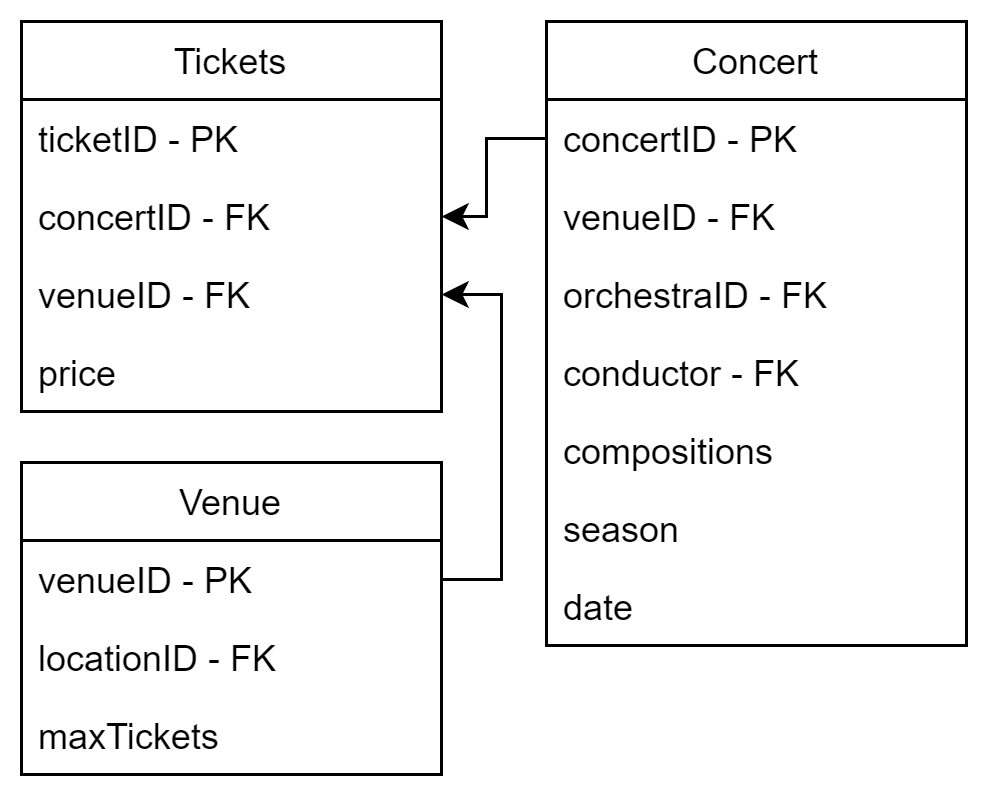 Tickets
ticketID - PK
concertID - FK
venueID - FK
price
Venue
venueID - PK
locationID - FK
maxTickets
Concert
concertID - PK
venueID - FK
orchestraID - FK
conductor - FK
compositions
season
date